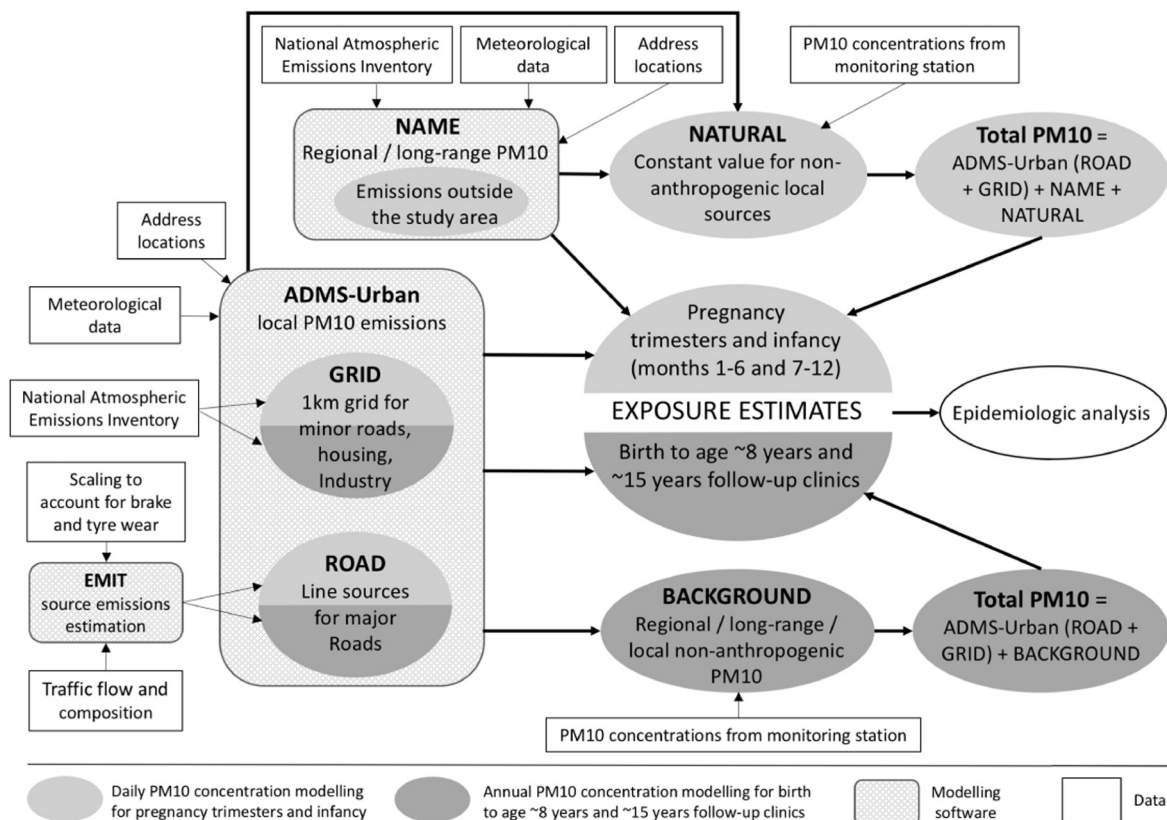 National Atmospheric
Emissions Inventory
Meteorological
data
Address
locations
PM10 concentrations from
monitoring station
NAME
Regional / long-range PM10
Emissions outside
the study area
NATURAL
Constant value for non-
anthropogenic local
sources
Total PM10 =
ADMS-Urban (ROAD
+ GRID) + NAME +
NATURAL
Address
locations
Meteorological
data
National Atmospheric
Emissions Inventory
Scaling to
account for brake
and tyre wear
EMIT
source emissions
estimation
Traffic flow and
composition
ADMS-Urban
local PM10 emissions
GRID
1km grid for
minor roads,
housing,
Industry
ROAD
Line sources
for major
Roads
Pregnancy
trimesters and infancy
(months 1-6 and 7-12)
EXPOSURE ESTIMATES
Birth to age ~8 years and
~15 years follow-up clinics
Epidemiologic analysis
BACKGROUND
Regional / long-range /
local non-anthropogenic
PM10
Total PM10 =
ADMS-Urban (ROAD +
GRID) + BACKGROUND
PM10 concentrations from monitoring station
Daily PM10 concentration modelling
for pregnancy trimesters and infancy
Annual PM10 concentration modelling for birth
to age ~8 years and ~15 years follow-up clinics
Modelling
software
Data